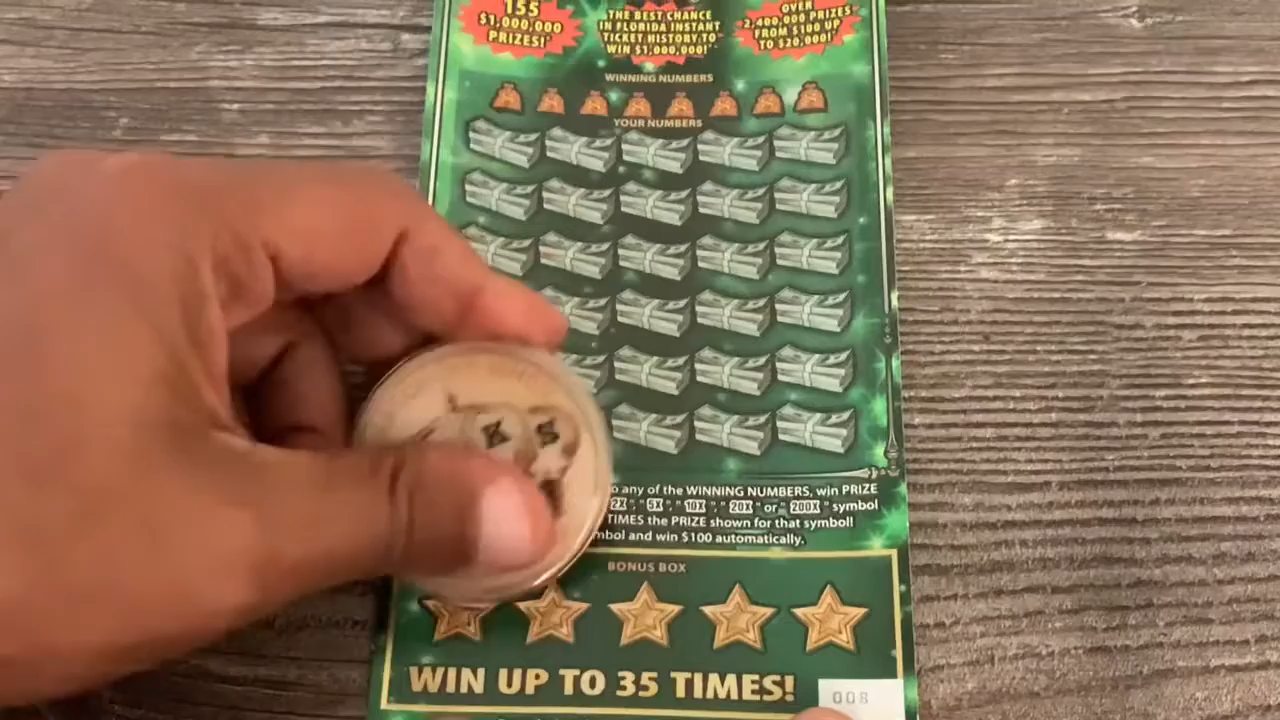 155
$1,000,000
PRIZES!*
THE BEST CHANCE
IN FLORIDA INSTANT
TICKET HISTORY TO
WIN $1,000,000!*
OVER
2,400,000 PRIZES
FROM $100 UP
TO $20,000!*
WINNING NUMBERS
YOUR NUMBERS
any of the WINNING NUMBERS, win PRIZE
"2X", "5X", "10X", "20X" or "200X" symbol
TIMES the PRIZE shown for that symbol!
and win $100 automatically.
BONUS BOX
WIN UP TO 35 TIMES!
008